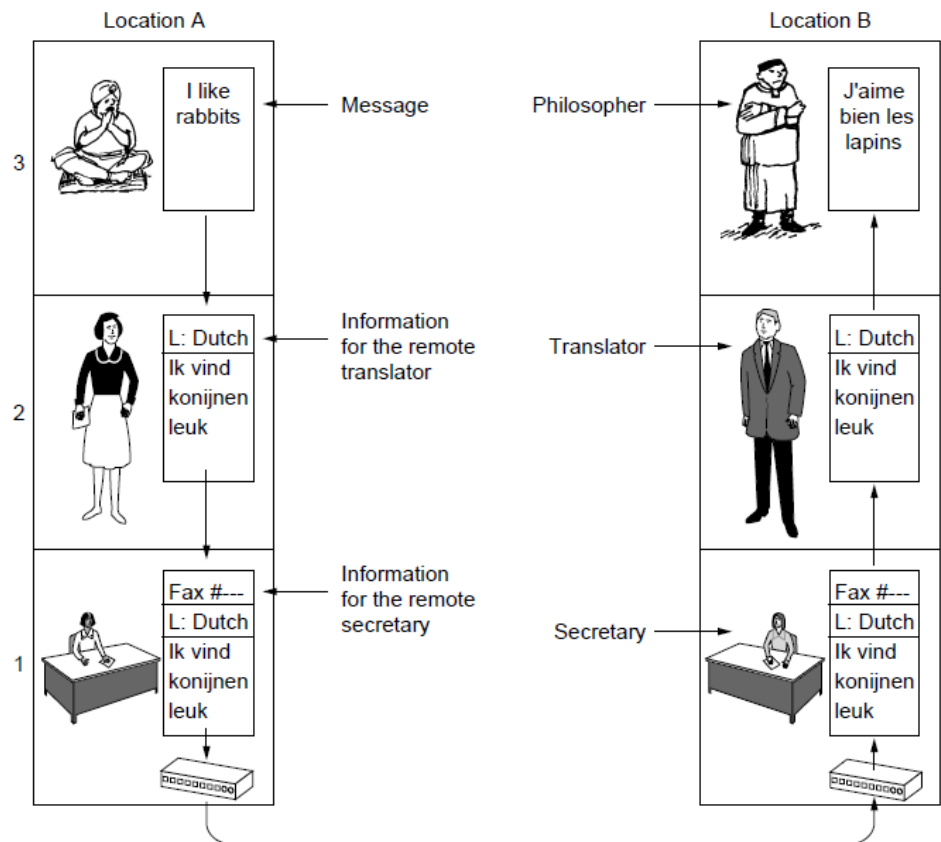 Location A
Location B
I like
rabbits
Message
Philosopher
J'aime
bien les
lapins
3
L: Dutch
Ik vind
konijnen
leuk
Information
for the remote
translator
Translator
L: Dutch
Ik vind
konijnen
leuk
2
Fax #---
L: Dutch
Ik vind
konijnen
leuk
Information
for the remote
secretary
Secretary
Fax #---
L: Dutch
Ik vind
konijnen
leuk
1